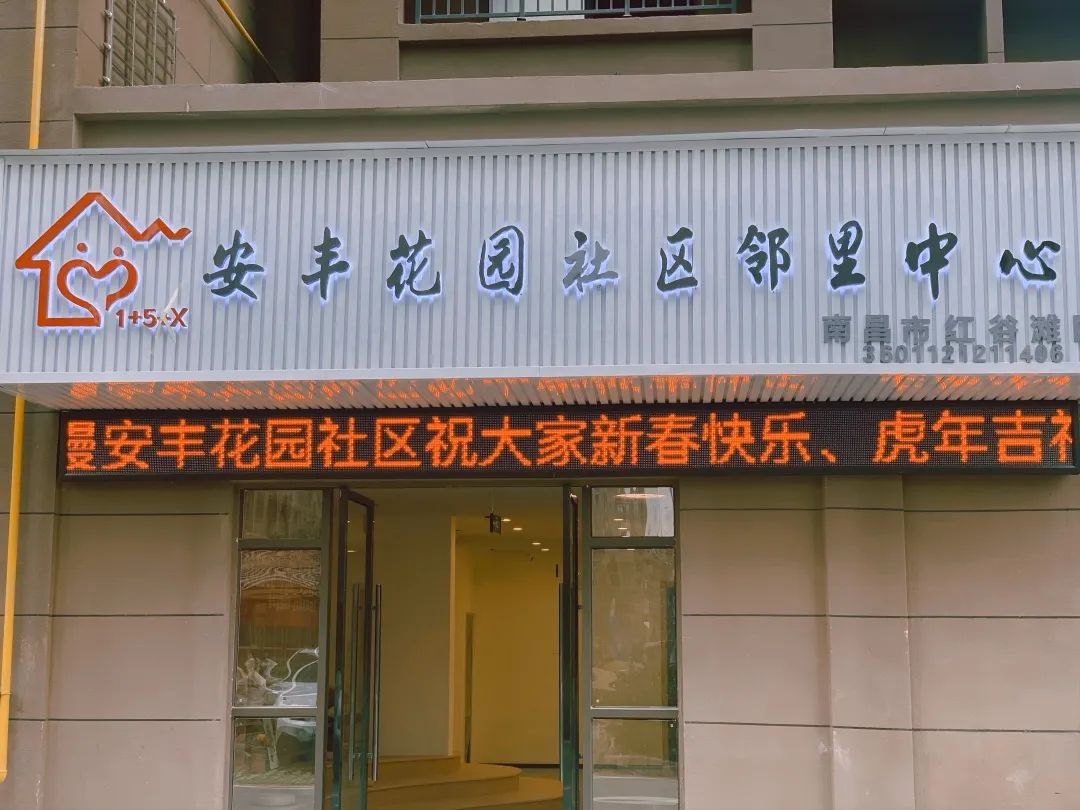 安丰花园社区邻里中心
1+5+X
南昌市红谷滩
3501121211406
安丰花园社区祝大家新春快乐、虎年吉